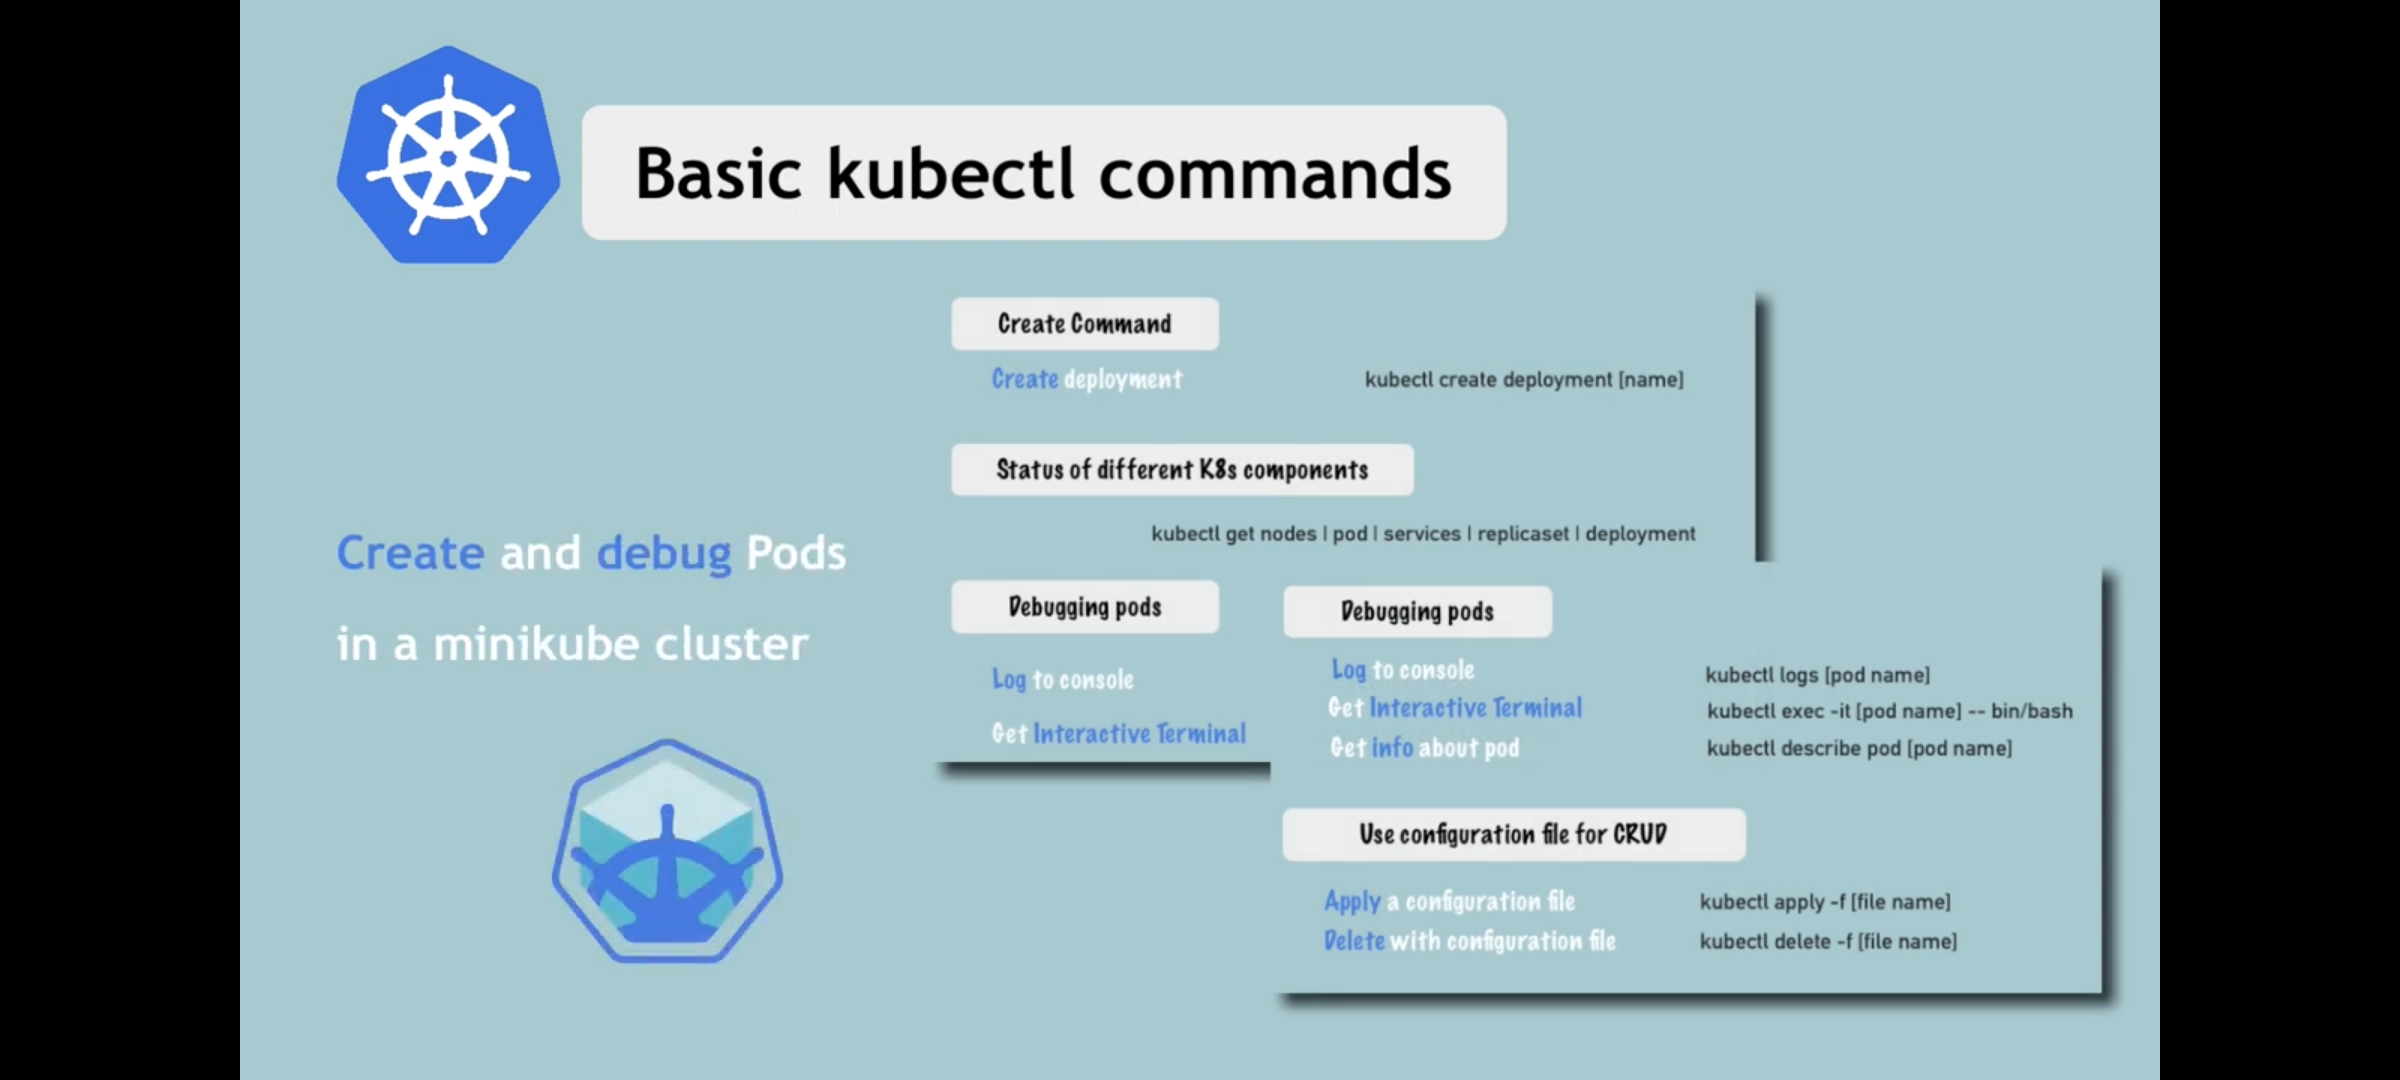 Basic kubectl commands
Create Command
Create deployment kubectl create deployment [name]
Status of different K8s components
kubectl get nodes | pod | services | replicaset | deployment
Create and debug Pods
in a minikube cluster
Debugging pods
Log to console
Get Interactive Terminal
Debugging pods
Log to console kubectl logs [pod name]
Get Interactive Terminal kubectl exec -it [pod name] -- bin/bash
Get info about pod kubectl describe pod [pod name]
Use configuration file for CRUD
Apply a configuration file kubectl apply -f [file name]
Delete with configuration file kubectl delete -f [file name]